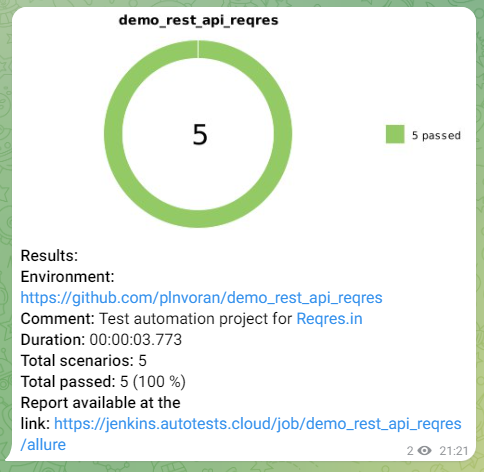 demo_rest_api_reqres
5
5 passed
Results:
Environment:
https://github.com/plnvoran/demo_rest_api_reqres
Comment: Test automation project for Reqres.in
Duration: 00:00:03.773
Total scenarios: 5
Total passed: 5 (100 %)
Report available at the
link: https://jenkins.autotests.cloud/job/demo_rest_api_reqres
/allure
2 21:21